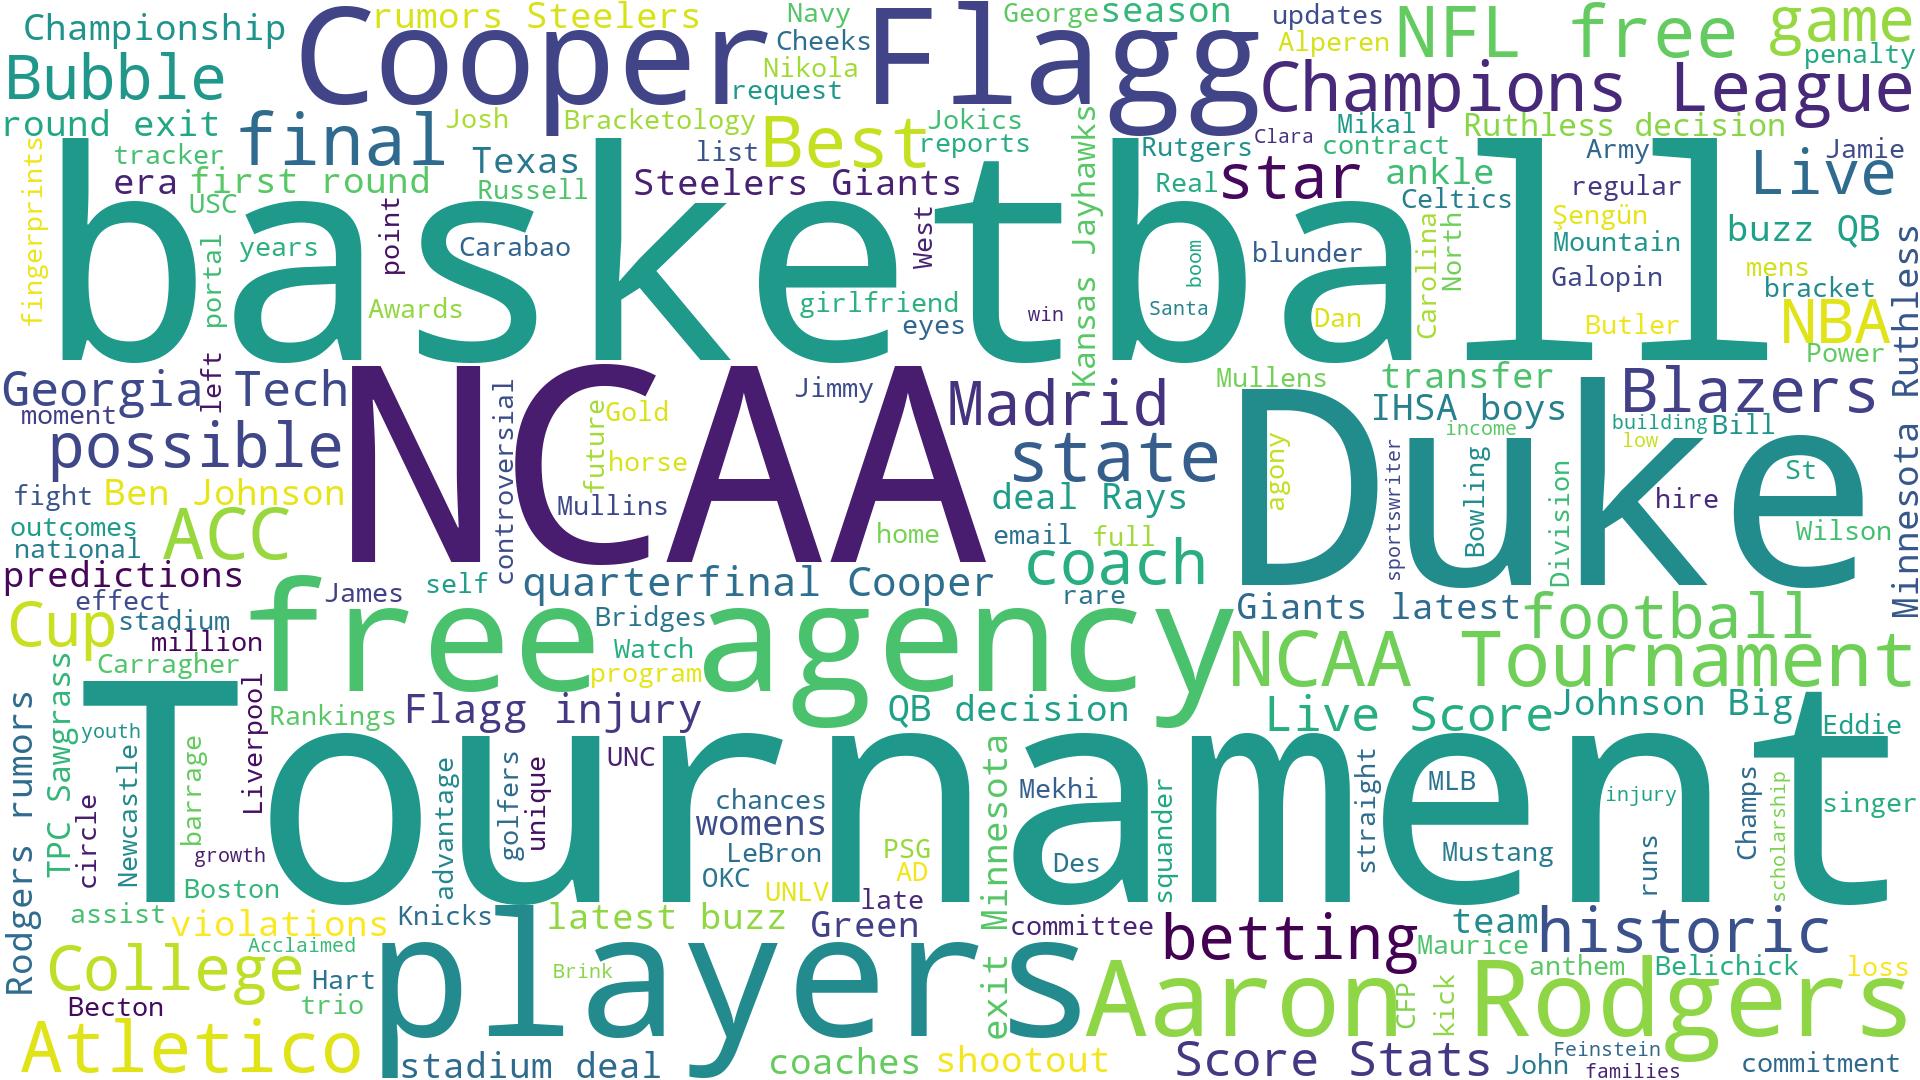 Championship
rumors Steelers
Navy
George
season
updates
NFL free
game
Cooper Flagg
Cheeks
Alperen
penalty
Bubble
Nikola
request
Champions League
round exit
final
Josh
Bracketology
Best
Jokics
reports
Kansas Jayhawks
Clara
Mikal
contract
Ruthless decision
fingerprints
tracker
Texas
list
Rutgers
star
ankle
Army
Jamie
Live
era
first round
Russell
Steelers Giants
Real
Celtics
regular
USC
basketball
portal
years
point
Carabao
West
boom
blunder
Carolina
North
Şengün
Mountain
buzz QB
Minnesota Ruthless
Awards
girlfriend
eyes
win
Santa
Dan
Galopin
mens
bracket
Butler
NBA
Power
Georgia Tech
left
moment
NCAA
controversial
Jimmy
Madrid
Mullens
transfer
Blazers
possible
future
Gold
horse
state
Duke
IHSA boys
income
building
low
Bill
fight
Ben Johnson
Mullins
deal Rays
agony
sportswriter
Bowling
Division
hire
St
outcomes
national
ACC
home
email
full
Wilson
predictions
effect
James
self
quarterfinal Cooper
coach
rare
Cup
stadium
million
free agency
Bridges
Watch
program
Giants latest
football
Carragher
NCAA Tournament
Rodgers rumors
TPC Sawgrass
Liverpool
Rankings
Flagg injury
QB decision
Live Score
Johnson Big
Eddie
youth
Tournament
Newcastle
barrage
circle
growth
advantage
golfers
unique
UNC
chances
womens
LeBron
OKC
UNLV
PSG
AD
exit Minnesota
Mekhi
Des
squander
straight
MLB
Mustang
injury
runs
Champs
scholarship
singer
Boston
assist
violations
Knicks
latest buzz
late
Green
committee
betting
team
Maurice
historic
College
Acclaimed
Hart
trio
players
Brink
Aaron Rodgers
CFP
kick
anthem
Belichick
loss
Becton
Atletico
stadium deal
coaches
shootout
Score Stats
John
Feinstein
families
commitment